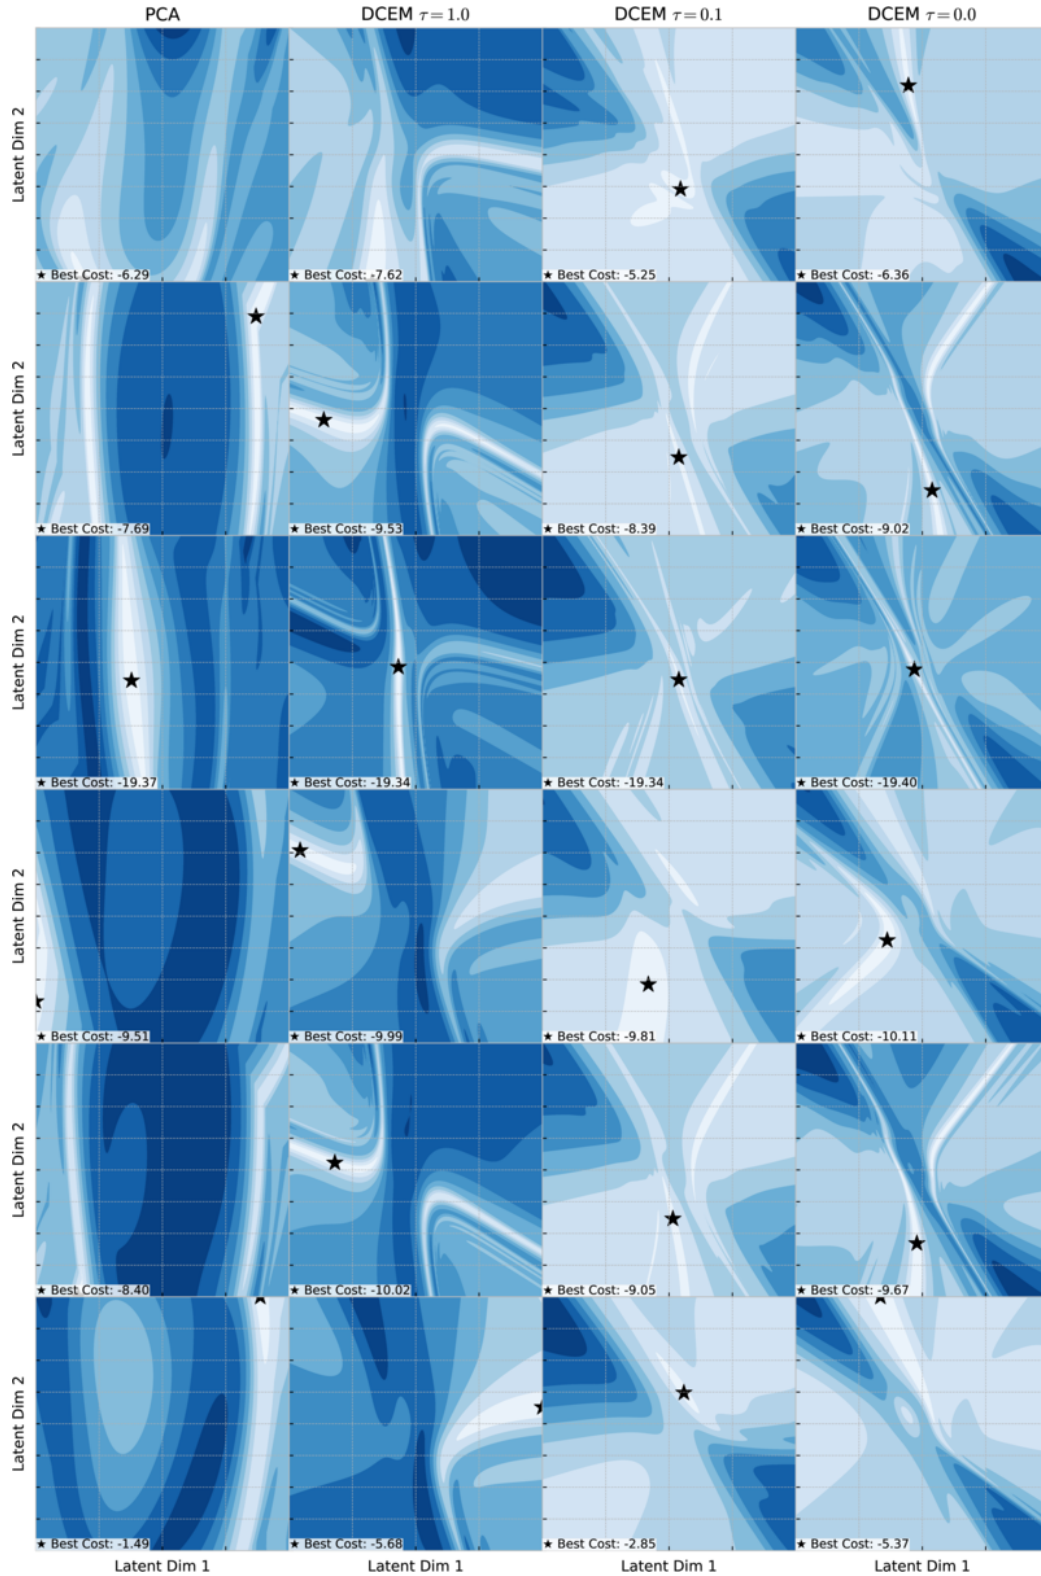 PCA DCEM τ = 1.0 DCEM τ = 0.1 DCEM τ = 0.0
Latent Dim 2
★ Best Cost: -6.29 ★ Best Cost: -7.62 ★ Best Cost: -5.25 ★ Best Cost: -6.36
Latent Dim 2
★ Best Cost: -7.69 ★ Best Cost: -9.53 ★ Best Cost: -8.39 ★ Best Cost: -9.02
Latent Dim 2
★ Best Cost: -19.37 ★ Best Cost: -19.34 ★ Best Cost: -19.34 ★ Best Cost: -19.40
Latent Dim 2
★ Best Cost: -9.51 ★ Best Cost: -9.99 ★ Best Cost: -9.81 ★ Best Cost: -10.11
Latent Dim 2
★ Best Cost: -8.40 ★ Best Cost: -10.02 ★ Best Cost: -9.05 ★ Best Cost: -9.67
Latent Dim 2
★ Best Cost: -1.49 ★ Best Cost: -5.68 ★ Best Cost: -2.85 ★ Best Cost: -5.37
Latent Dim 1 Latent Dim 1 Latent Dim 1 Latent Dim 1